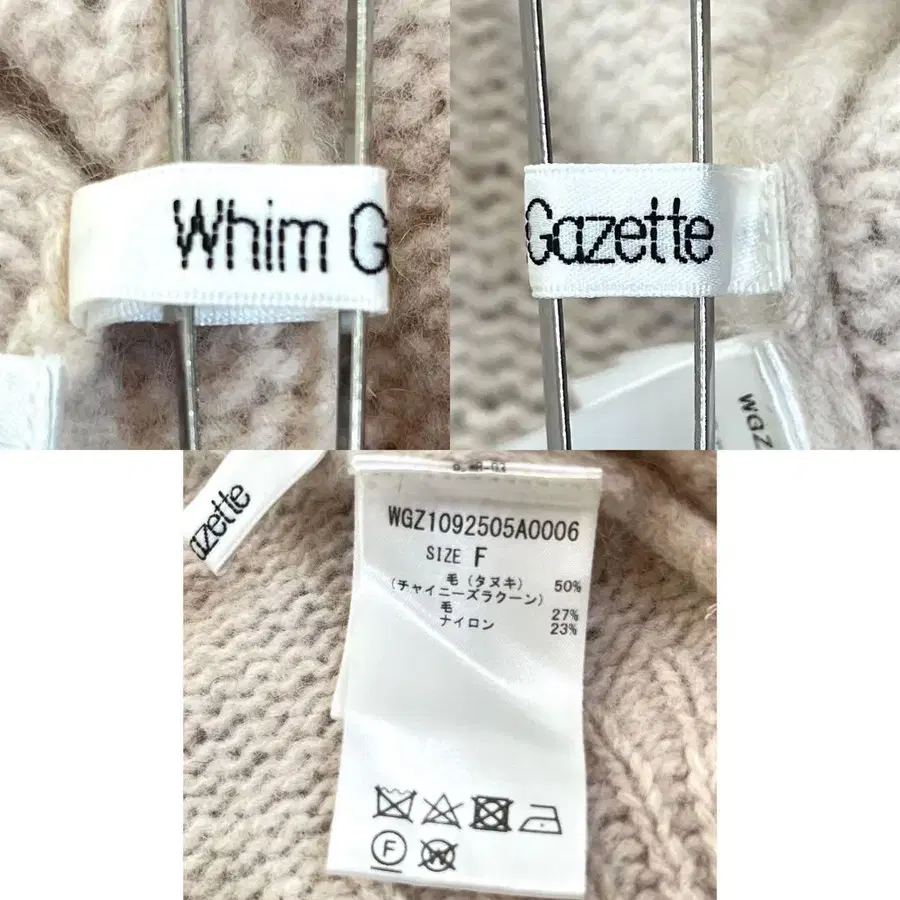 Whim G
Gazette
WGZ
azette
WGZ1092505A0006
SIZE F
毛(タヌキ) 50%
(チャイニーズラクーン)
毛 27%
ナイロン 23%
F
W